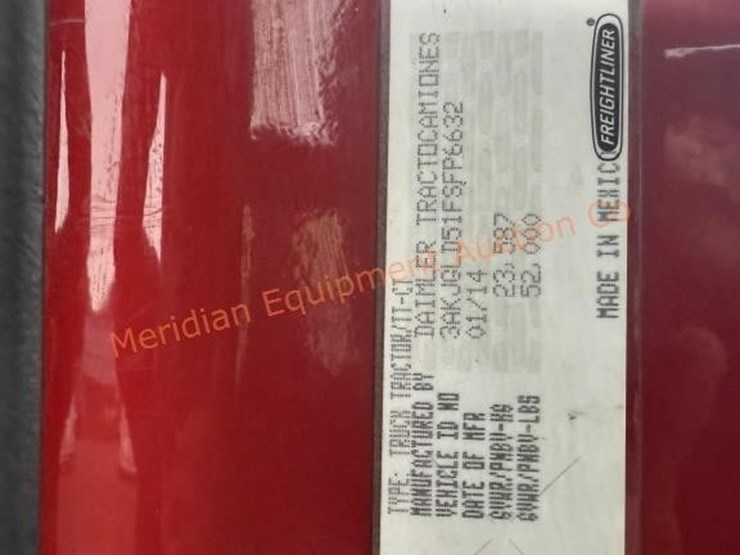 TYPE: TRUCK TRACTOR/TT-CT
MANUFACTURED BY DAIMLER TRACTOCAMIONES
VEHICLE ID NO 3AKJGLD51FSFP6632
DATE OF MFR 01/14
GVWR/PNBV-KG 23,587
GVWR/PNBV-LBS 52,000
MADE IN MEXICO
FREIGHTLINER
Meridian Equipment Auction Co